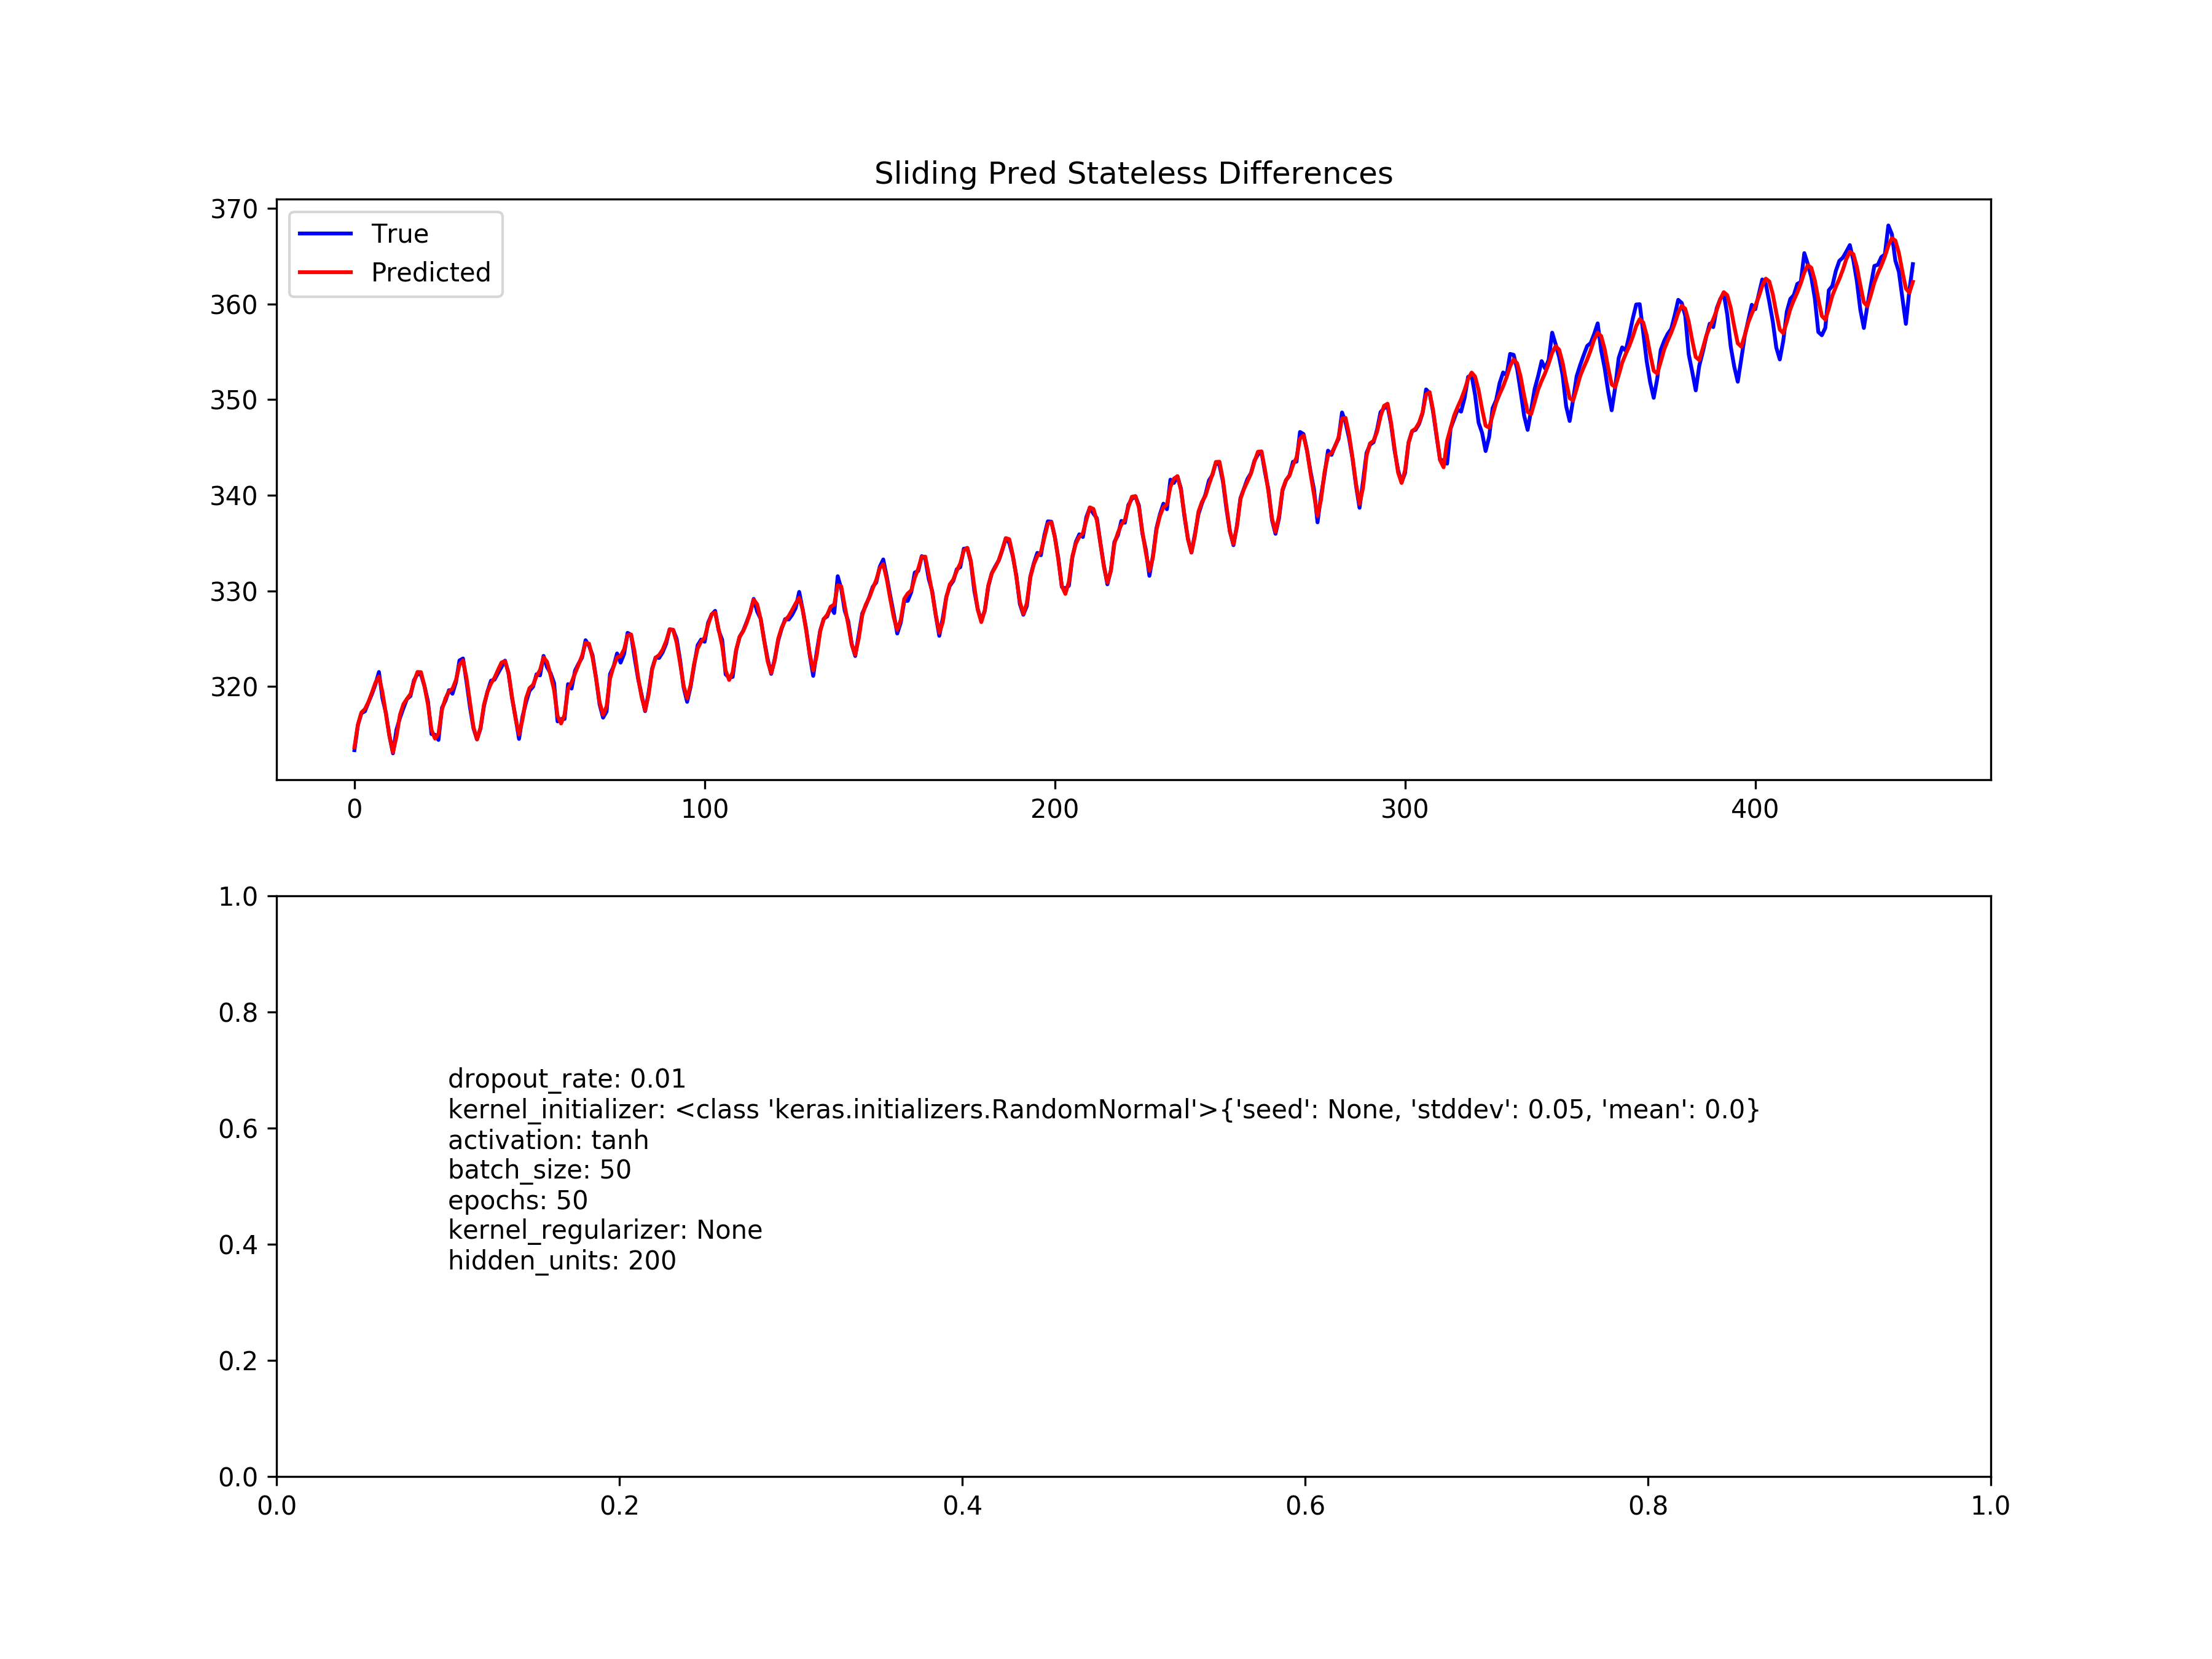 Sliding Pred Stateless Differences
370
360
350
340
330
320
True
Predicted
0 100 200 300 400
1.0
0.8
0.6
0.4
0.2
0.0
dropout_rate: 0.01
kernel_initializer: <class 'keras.initializers.RandomNormal'>{'seed': None, 'stddev': 0.05, 'mean': 0.0}
activation: tanh
batch_size: 50
epochs: 50
kernel_regularizer: None
hidden_units: 200
0.0 0.2 0.4 0.6 0.8 1.0